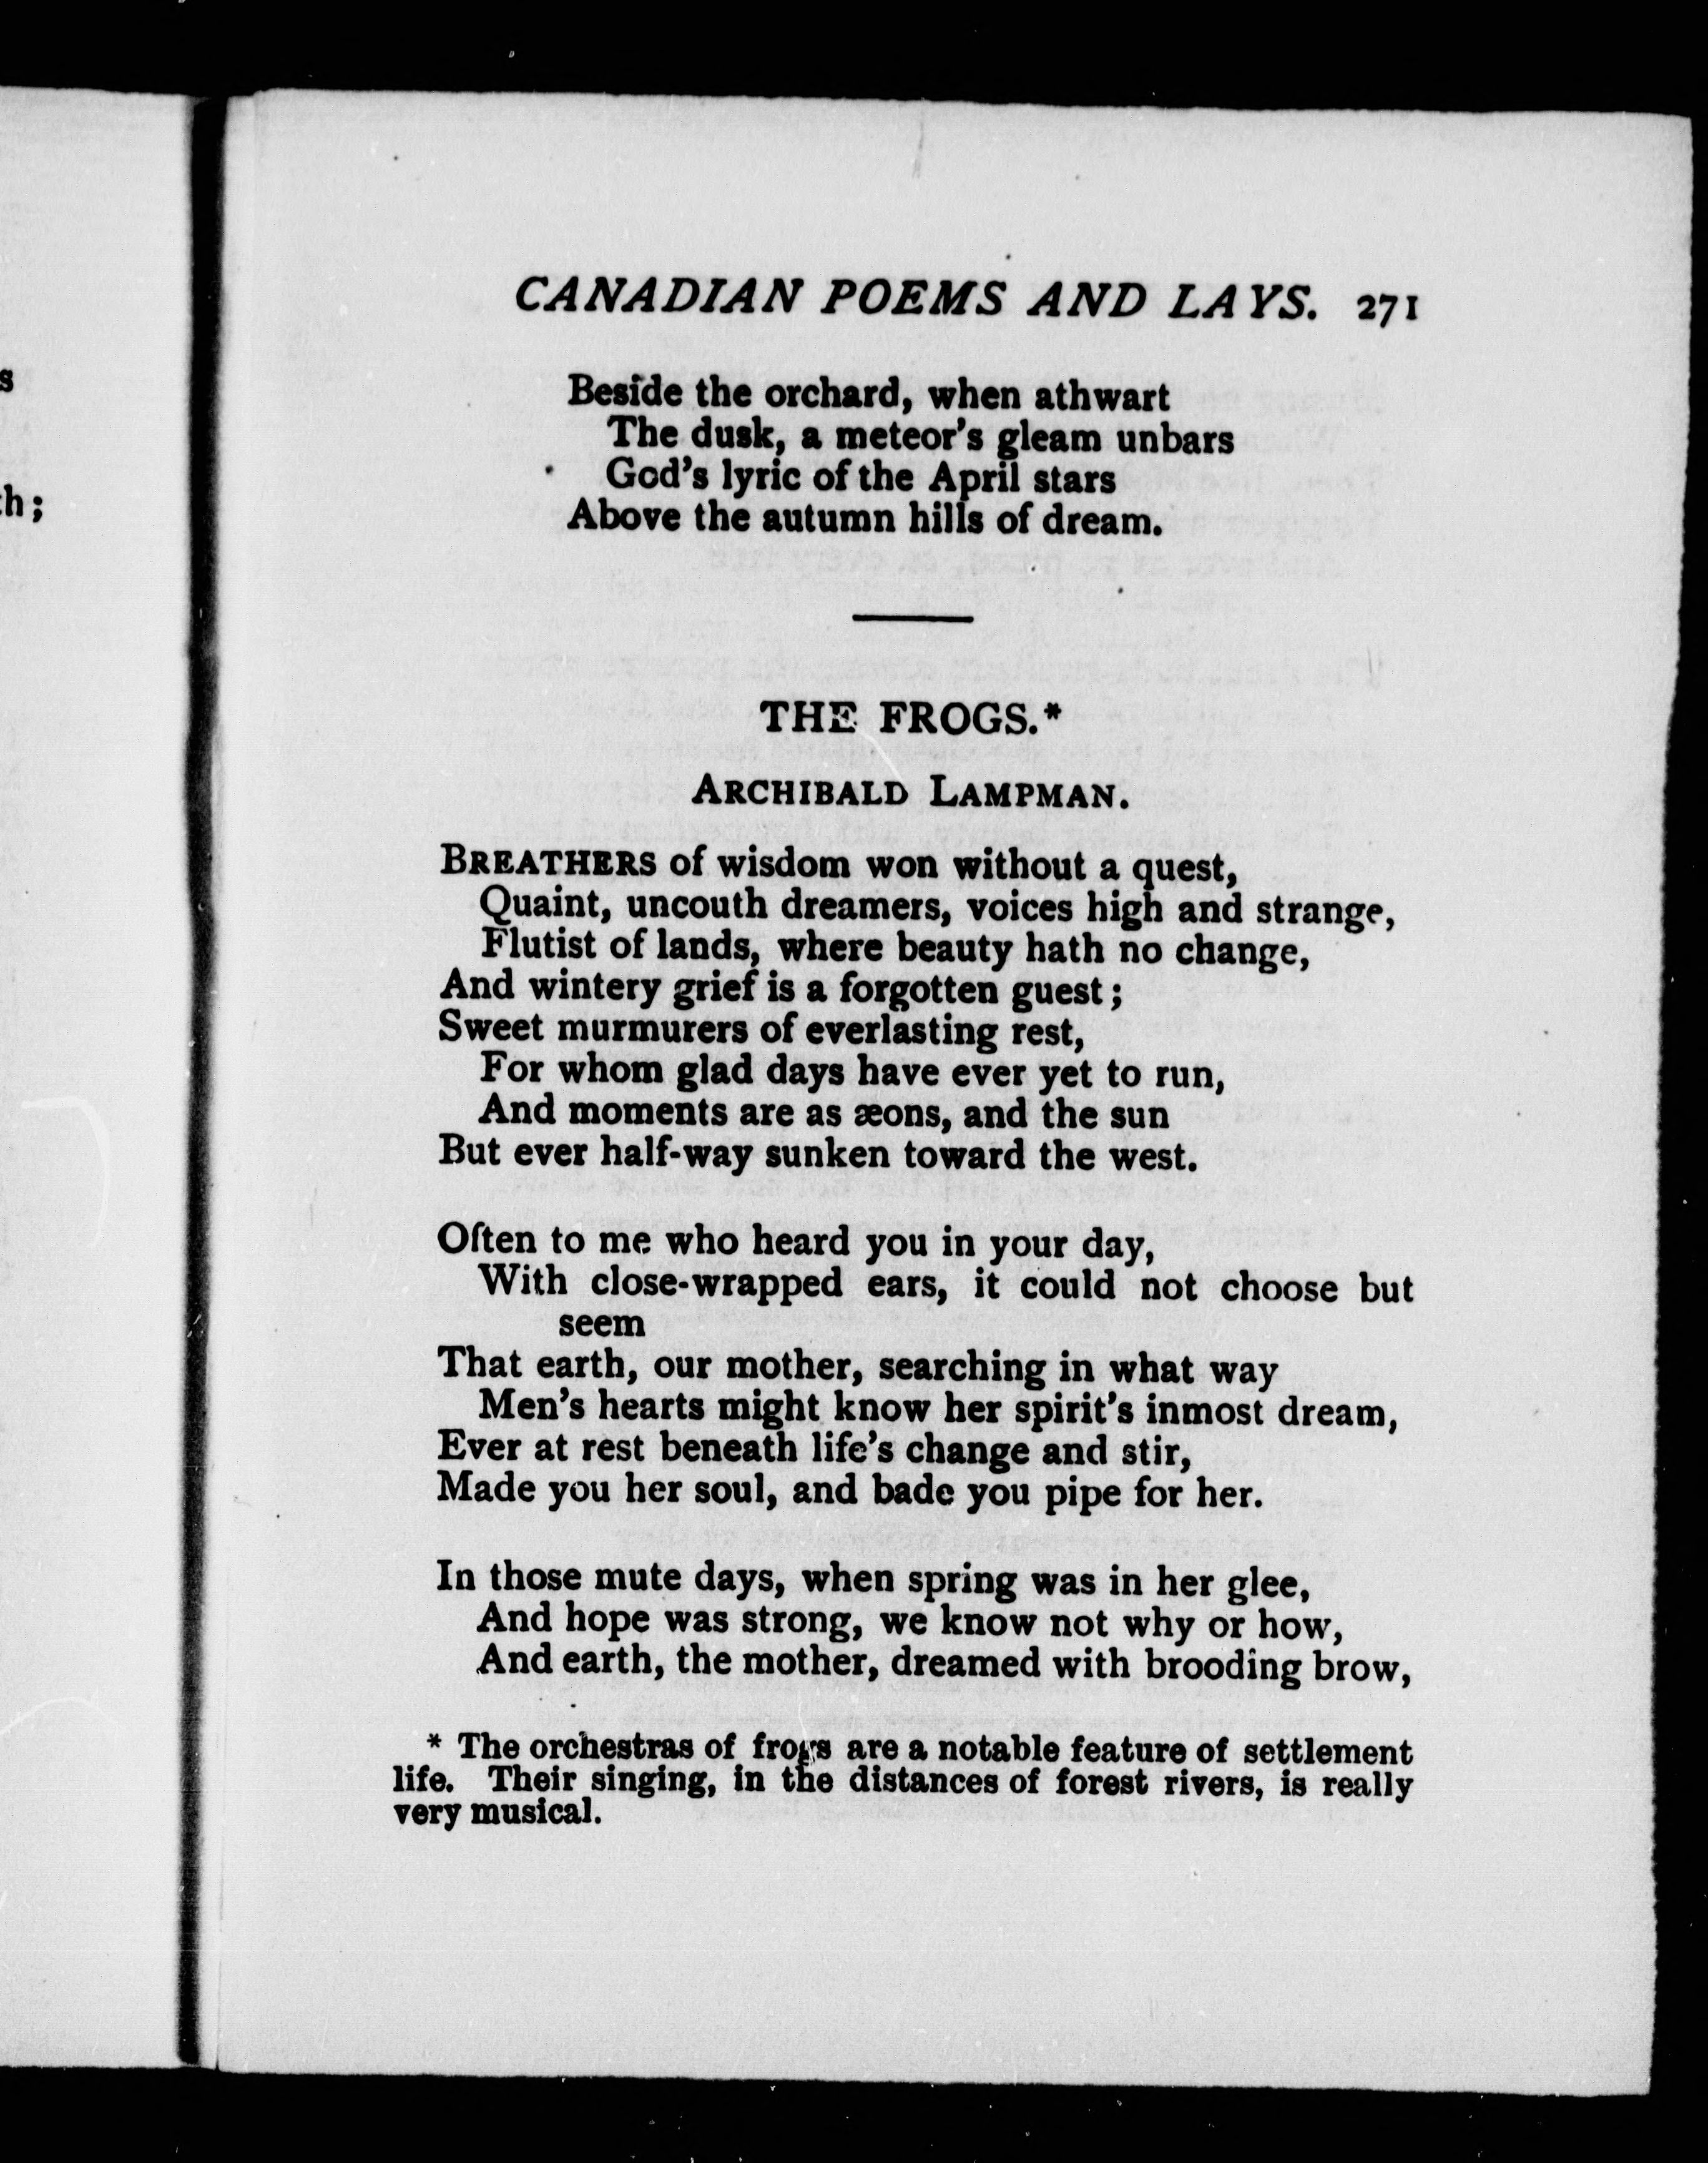 s
h;
CANADIAN POEMS AND LAYS. 271
Beside the orchard, when athwart
The dusk, a meteor's gleam unbars
God's lyric of the April stars
Above the autumn hills of dream.
THE FROGS.*
ARCHIBALD LAMPMAN.
BREATHERS of wisdom won without a quest,
Quaint, uncouth dreamers, voices high and strange,
Flutist of lands, where beauty hath no change,
And wintery grief is a forgotten guest;
Sweet murmurers of everlasting rest,
For whom glad days have ever yet to run,
And moments are as æons, and the sun
But ever half-way sunken toward the west.
Often to me who heard you in your day,
With close-wrapped ears, it could not choose but
seem
That earth, our mother, searching in what way
Men's hearts might know her spirit's inmost dream,
Ever at rest beneath life's change and stir,
Made you her soul, and bade you pipe for her.
In those mute days, when spring was in her glee,
And hope was strong, we know not why or how,
And earth, the mother, dreamed with brooding brow,
* The orchestras of frogs are a notable feature of settlement
life. Their singing, in the distances of forest rivers, is really
very musical.